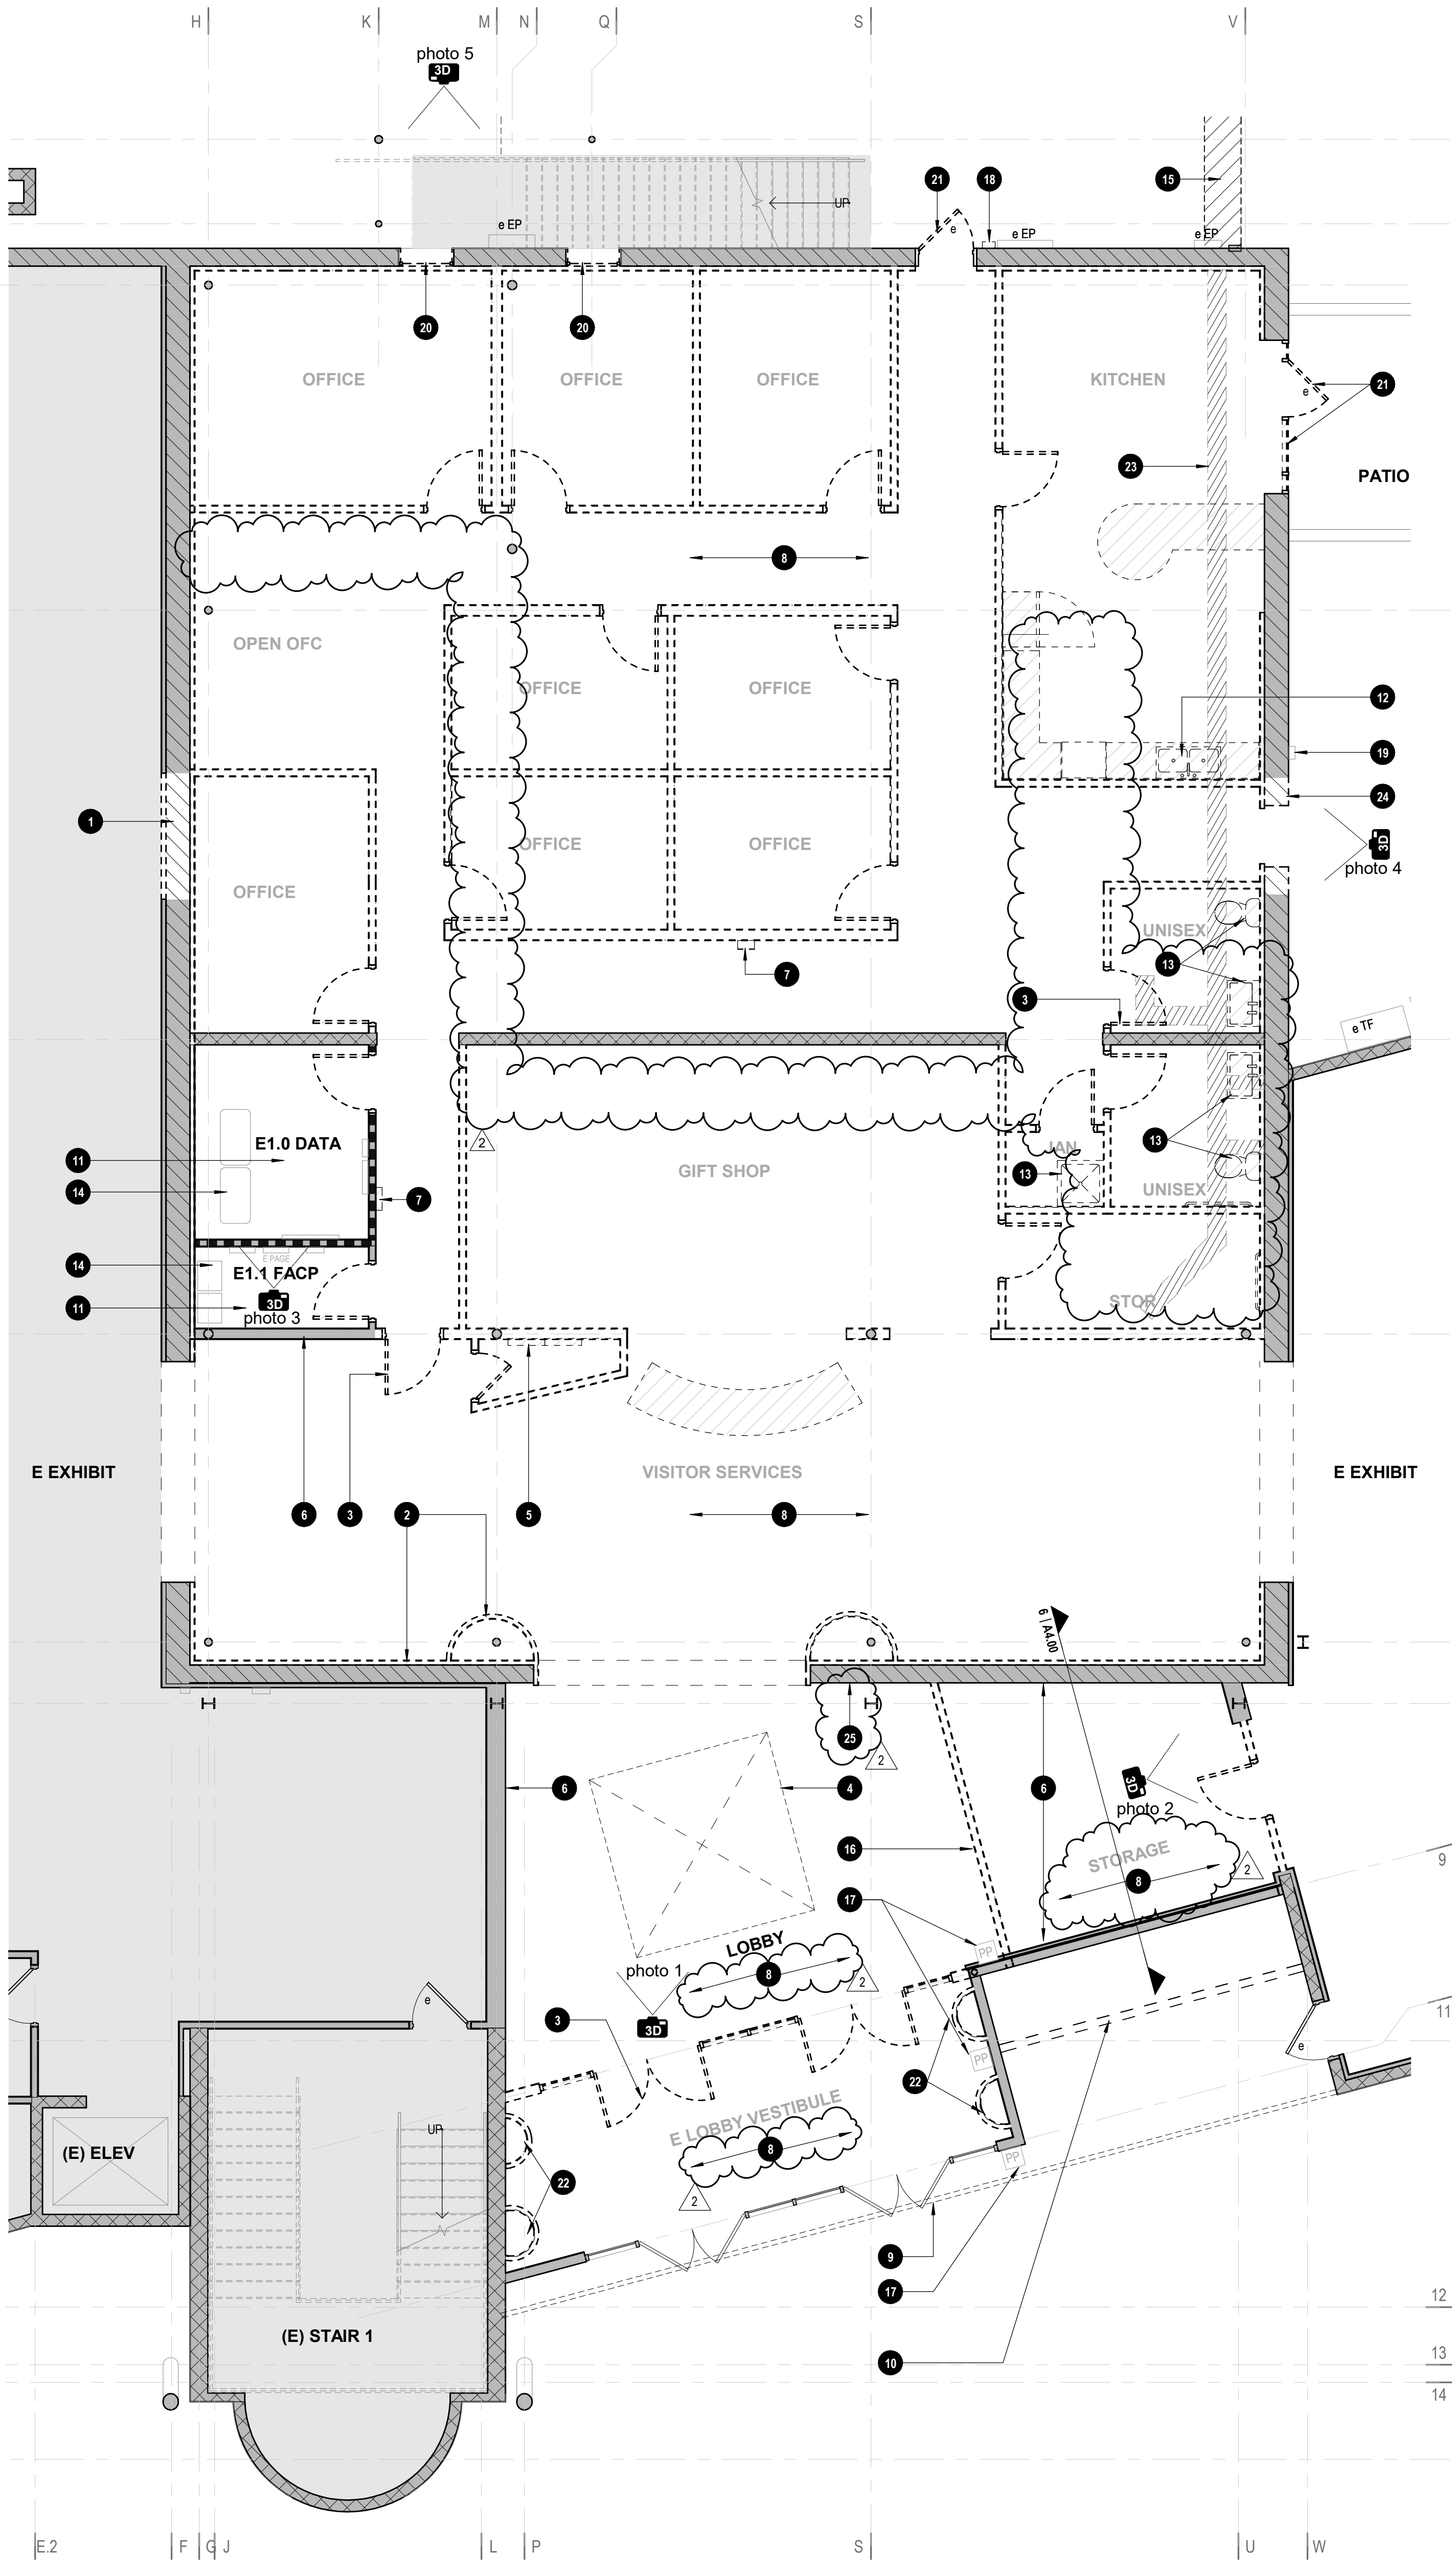 H K M N Q S V
photo 5
3D
UP
21 18 15
e
e EP
e EP e EP
20 20
OFFICE OFFICE OFFICE KITCHEN
21
e
23
PATIO
8
OPEN OFC
OFFICE OFFICE
12
19
24
1
OFFICE OFFICE
3D
photo 4
OFFICE
UNISEX
13
7
3
e TF
E1.0 DATA
2
JAN
13
11
GIFT SHOP
13
14
7
UNISEX
E PAGE
14
E1.1 FACP
3D
11
photo 3
STOR
E EXHIBIT VISITOR SERVICES E EXHIBIT
6 3 2 5 8
6 | A4.00
25
2
3D
6 4 6
photo 2
16
STORAGE
2
8
9
17
LOBBY
PP
photo 1
8
2
3D
e
3
11
e
PP
22
E LOBBY VESTIBULE
UP
8
(E) ELEV
PP
22
2
9
17
12
(E) STAIR 1
13
10
14
E.2 F G J L P S U W